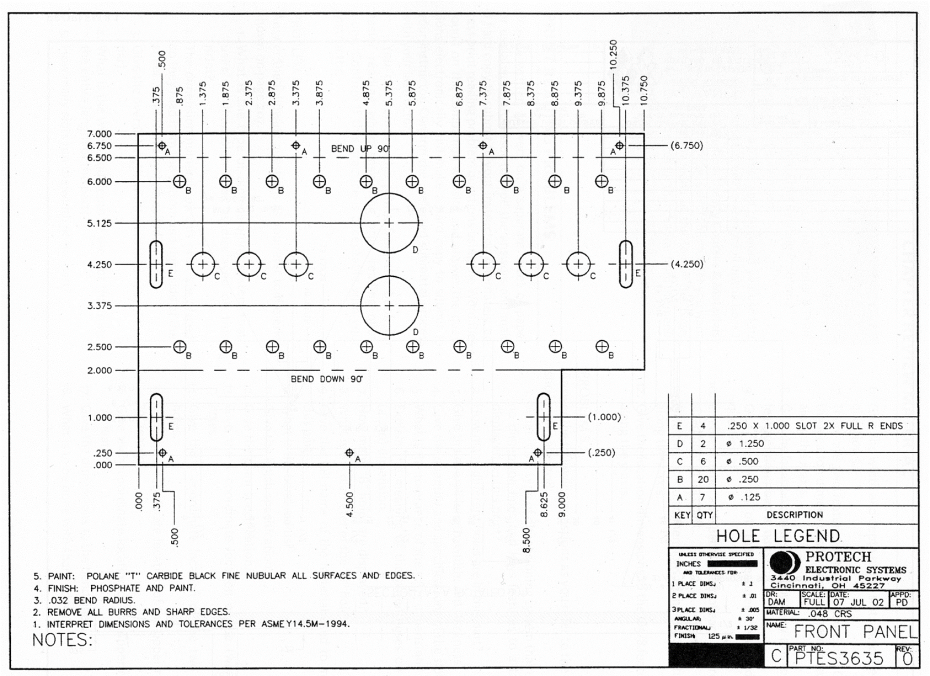 .500
10.250
.375
.875
1.375
1.875
2.375
2.875
3.375
3.875
4.875
5.375
5.875
6.875
7.375
7.875
8.375
8.875
9.375
9.875
10.375
10.750
7.000
6.750
A
A
BEND UP 90°
A
A
(6.750)
6.500
6.000
B B B B B B B B B B
5.125
D
4.250
E C C C C C C E
(4.250)
3.375
D
2.500
B B B B B B B B B B
2.000
BEND DOWN 90°
1.000
E
E
(1.000)
.250
A
A
A
(.250)
.000
.000
.375
.500
4.500
8.500
8.625
9.000
E 4 .250 X 1.000 SLOT 2X FULL R ENDS
D 2 ø 1.250
C 6 ø .500
B 20 ø .250
A 7 ø .125
KEY QTY DESCRIPTION
HOLE LEGEND
UNLESS OTHERWISE SPECIFIED
INCHES
AND TOLERANCES FOR:
1 PLACE DIMS: ± .1
2 PLACE DIMS: ± .01
3 PLACE DIMS: ± .005
ANGULAR: ± 30'
FRACTIONAL: ± 1/32
FINISH: 125 µ in.
PROTECH
ELECTRONIC SYSTEMS
3440 Industrial Parkway
Cincinnati, OH 45227
DR: DAM
SCALE: FULL
DATE: 07 JUL 02
APPD: PD
MATERIAL: .048 CRS
NAME: FRONT PANEL
C
PART NO: PTES3635
REV: 0
5. PAINT: POLANE "T" CARBIDE BLACK FINE NUBULAR ALL SURFACES AND EDGES.
4. FINISH: PHOSPHATE AND PAINT.
3. .032 BEND RADIUS.
2. REMOVE ALL BURRS AND SHARP EDGES.
1. INTERPRET DIMENSIONS AND TOLERANCES PER ASMEY14.5M-1994.
NOTES: